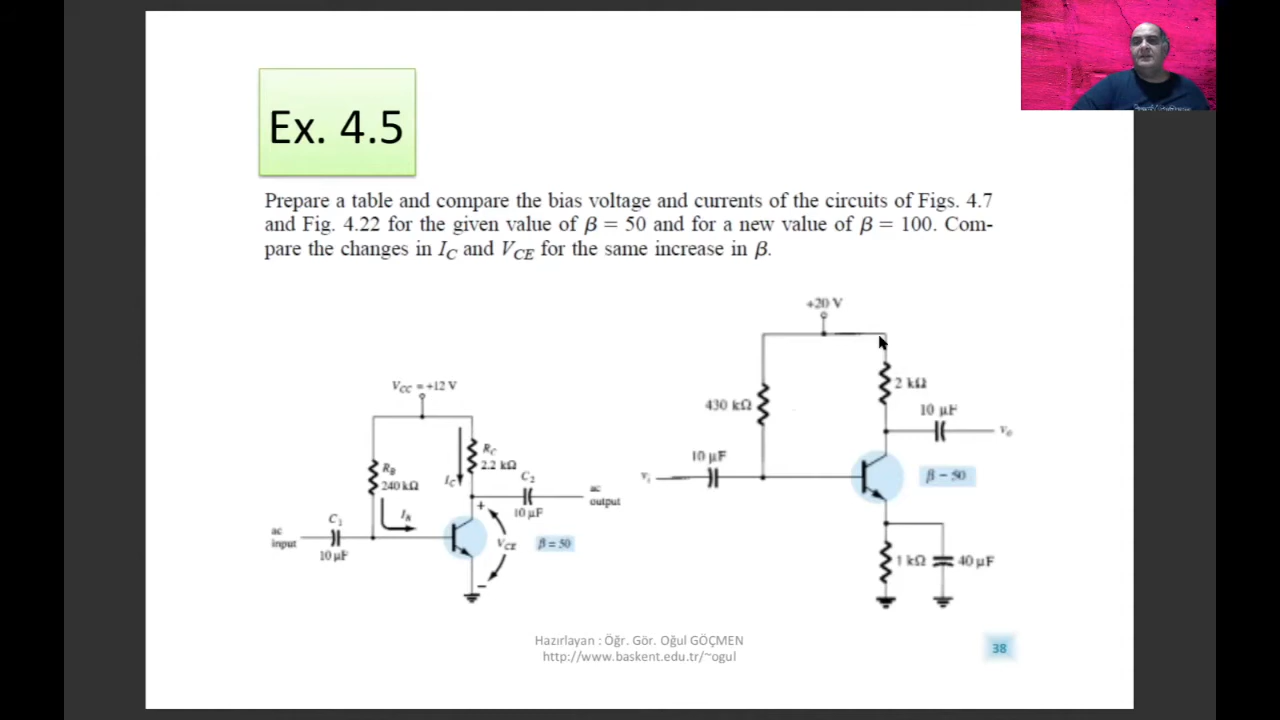 Ex. 4.5
Prepare a table and compare the bias voltage and currents of the circuits of Figs. 4.7
and Fig. 4.22 for the given value of β = 50 and for a new value of β = 100. Com-
pare the changes in IC and VCE for the same increase in β.
+20 V
2 kΩ
430 kΩ
10 μF
vo
10 μF
vi
β = 50
1 kΩ
40 μF
VCC = +12 V
RC
2.2 kΩ
RB
240 kΩ
IC
C2
ac
output
10 μF
+
IB
C1
ac
input
10 μF
VCE
β = 50
−
Hazırlayan : Öğr. Gör. Oğul GÖÇMEN
http://www.baskent.edu.tr/~ogul
38